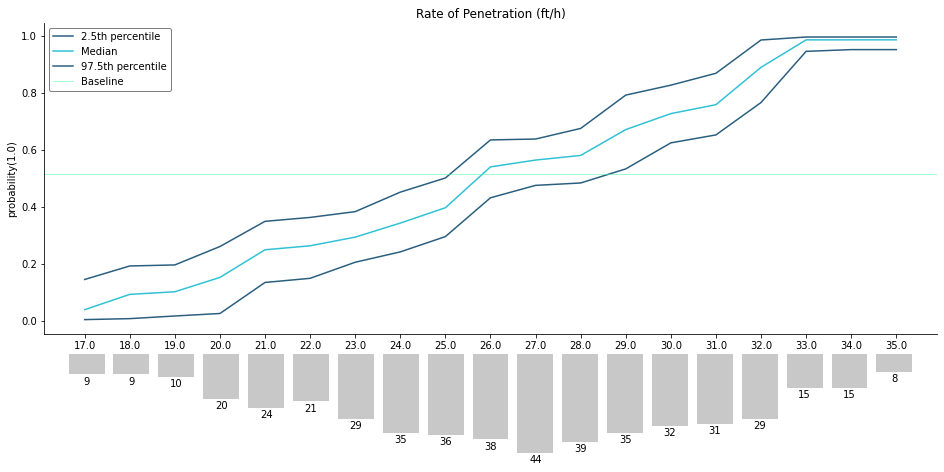 Rate of Penetration (ft/h)
2.5th percentile
Median
97.5th percentile
Baseline
1.0
0.8
0.6
0.4
0.2
0.0
probability(1.0)
17.0 18.0 19.0 20.0 21.0 22.0 23.0 24.0 25.0 26.0 27.0 28.0 29.0 30.0 31.0 32.0 33.0 34.0 35.0
9 9 10 20 24 21 29 35 36 38 44 39 35 32 31 29 15 15 8